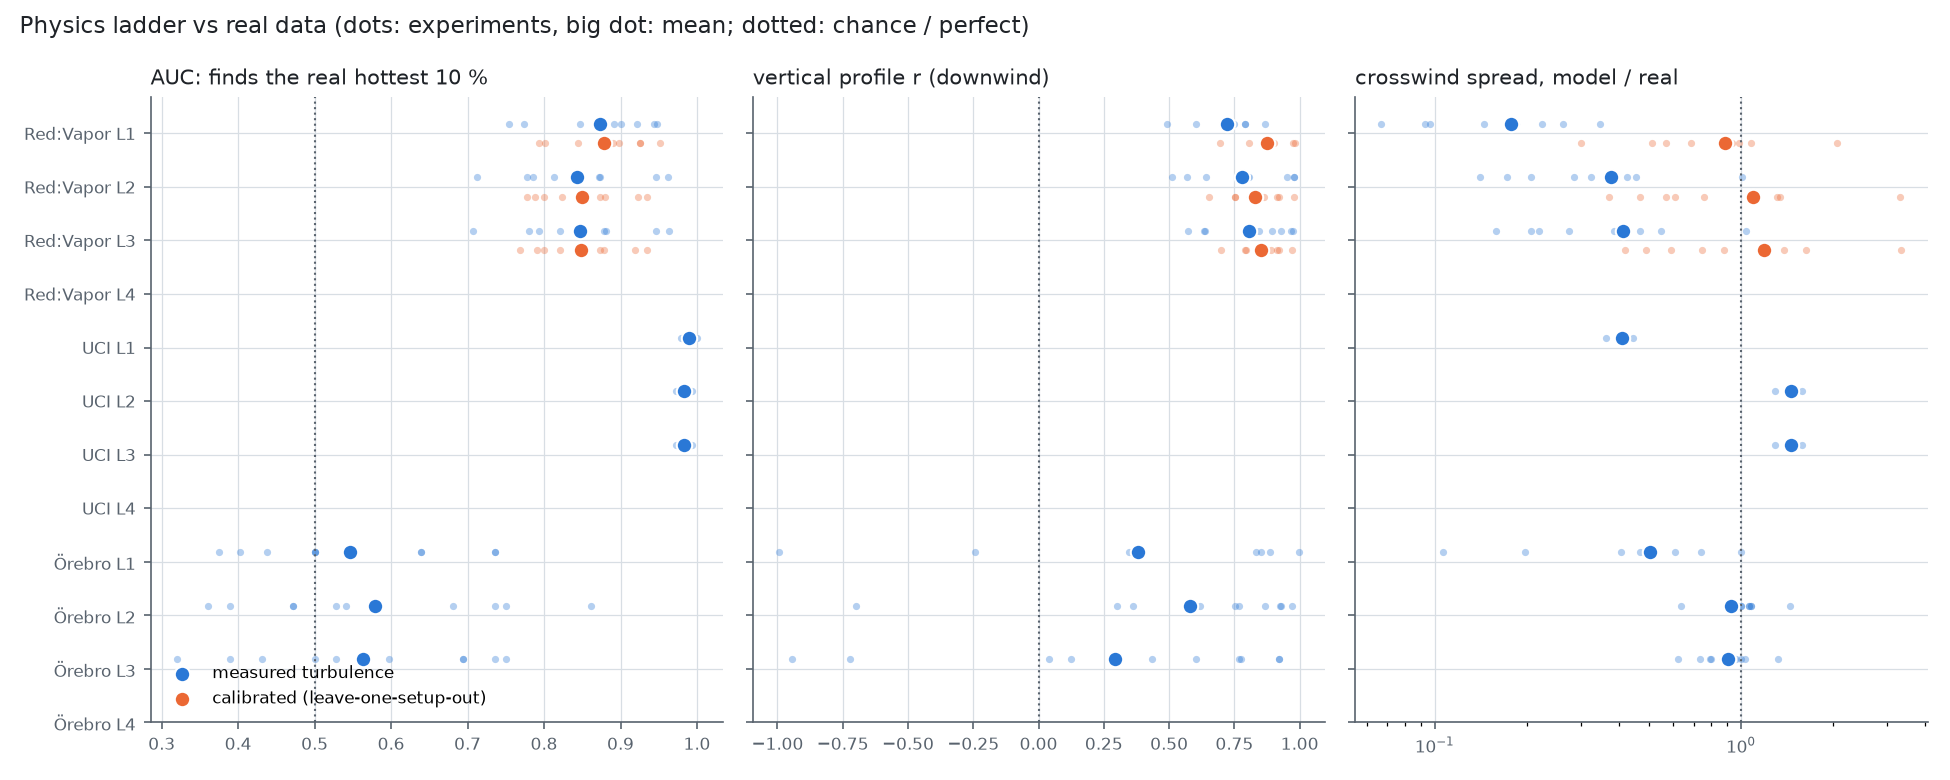 Physics ladder vs real data (dots: experiments, big dot: mean; dotted: chance / perfect)
AUC: finds the real hottest 10 %
vertical profile r (downwind)
crosswind spread, model / real
Red:Vapor L1
Red:Vapor L2
Red:Vapor L3
Red:Vapor L4
UCI L1
UCI L2
UCI L3
UCI L4
Örebro L1
Örebro L2
Örebro L3
Örebro L4
measured turbulence
calibrated (leave-one-setup-out)
0.3 0.4 0.5 0.6 0.7 0.8 0.9 1.0
−1.00 −0.75 −0.50 −0.25 0.00 0.25 0.50 0.75 1.00
10⁻¹ 10⁰